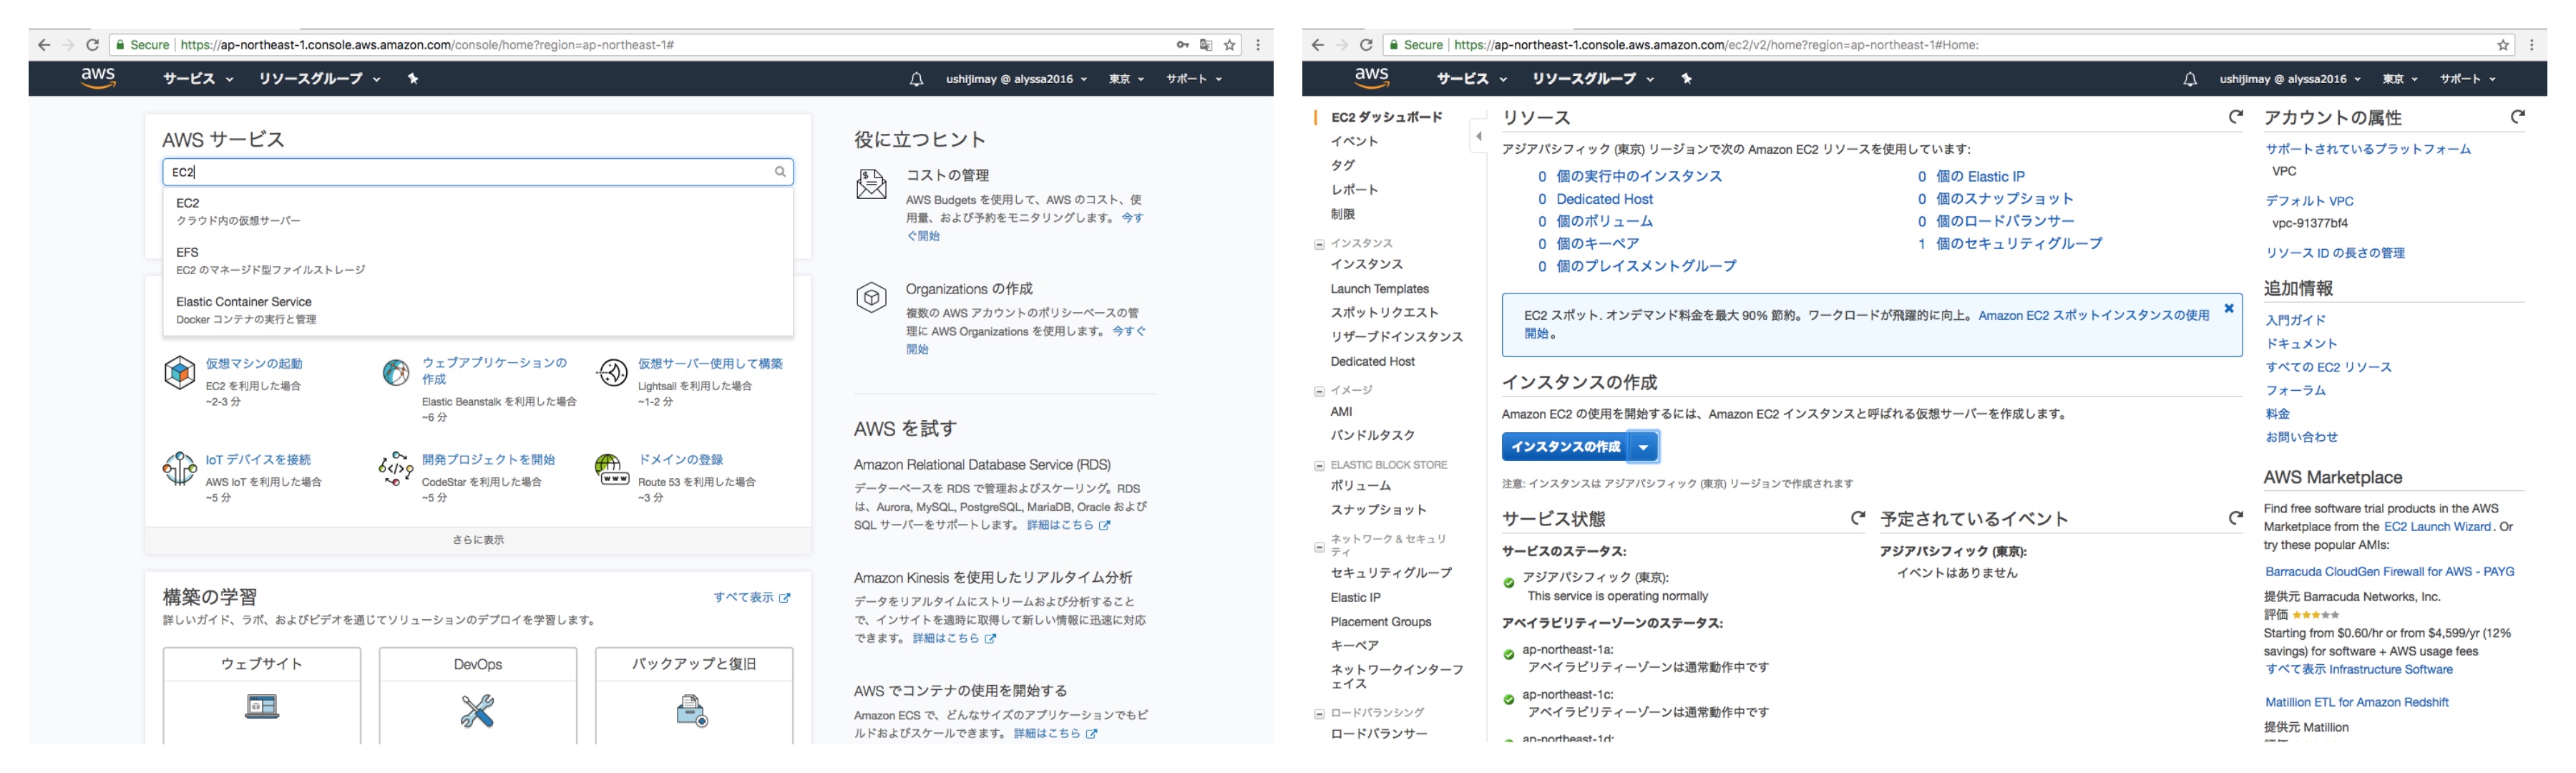 Secure | https://ap-northeast-1.console.aws.amazon.com/console/home?region=ap-northeast-1#
aws サービス リソースグループ ushijimay @ alyssa2016 東京 サポート
AWS サービス
EC2
EC2
クラウド内の仮想サーバー
EFS
EC2 のマネージド型ファイルストレージ
Elastic Container Service
Docker コンテナの実行と管理
仮想マシンの起動
EC2 を利用した場合
~2-3 分
ウェブアプリケーションの
作成
Elastic Beanstalk を利用した場合
~6 分
仮想サーバー使用して構築
Lightsail を利用した場合
~1-2 分
IoT デバイスを接続
AWS IoT を利用した場合
~5 分
開発プロジェクトを開始
CodeStar を利用した場合
~5 分
ドメインの登録
Route 53 を利用した場合
~3 分
さらに表示
構築の学習
すべて表示
詳しいガイド、ラボ、およびビデオを通じてソリューションのデプロイを学習します。
ウェブサイト
DevOps
バックアップと復旧
役に立つヒント
コストの管理
AWS Budgets を使用して、AWS のコスト、使
用量、および予約をモニタリングします。 今す
ぐ開始
Organizations の作成
複数の AWS アカウントのポリシーベースの管
理に AWS Organizations を使用します。 今すぐ
開始
AWS を試す
Amazon Relational Database Service (RDS)
データーベースを RDS で管理およびスケーリング。RDS
は、Aurora, MySQL, PostgreSQL, MariaDB, Oracle および
SQL サーバーをサポートします。 詳細はこちら
Amazon Kinesis を使用したリアルタイム分析
データをリアルタイムにストリームおよび分析すること
で、インサイトを適時に取得して新しい情報に迅速に対応
できます。 詳細はこちら
AWS でコンテナの使用を開始する
Amazon ECS で、どんなサイズのアプリケーションでもビ
ルドおよびスケールできます。 詳細はこちら
Secure | https://ap-northeast-1.console.aws.amazon.com/ec2/v2/home?region=ap-northeast-1#Home:
aws サービス リソースグループ ushijimay @ alyssa2016 東京 サポート
EC2 ダッシュボード
イベント
タグ
レポート
制限
インスタンス
インスタンス
Launch Templates
スポットリクエスト
リザーブドインスタンス
Dedicated Host
イメージ
AMI
バンドルタスク
ELASTIC BLOCK STORE
ボリューム
スナップショット
ネットワーク & セキュリ
ティ
セキュリティグループ
Elastic IP
Placement Groups
キーペア
ネットワークインターフ
ェイス
ロードバランシング
ロードバランサー
リソース
アジアパシフィック (東京) リージョンで次の Amazon EC2 リソースを使用しています:
0 個の実行中のインスタンス
0 Dedicated Host
0 個のボリューム
0 個のキーペア
0 個のプレイスメントグループ
0 個の Elastic IP
0 個のスナップショット
0 個のロードバランサー
1 個のセキュリティグループ
EC2 スポット. オンデマンド料金を最大 90% 節約。ワークロードが飛躍的に向上。 Amazon EC2 スポットインスタンスの使用
開始。
インスタンスの作成
Amazon EC2 の使用を開始するには、Amazon EC2 インスタンスと呼ばれる仮想サーバーを作成します。
インスタンスの作成
注意: インスタンスは アジアパシフィック (東京) リージョンで作成されます
サービス状態
サービスのステータス:
アジアパシフィック (東京):
This service is operating normally
アベイラビリティーゾーンのステータス:
ap-northeast-1a:
アベイラビリティーゾーンは通常動作中です
ap-northeast-1c:
アベイラビリティーゾーンは通常動作中です
ap-northeast-1d:
予定されているイベント
アジアパシフィック (東京):
イベントはありません
アカウントの属性
サポートされているプラットフォーム
VPC
デフォルト VPC
vpc-91377bf4
リソース ID の長さの管理
追加情報
入門ガイド
ドキュメント
すべての EC2 リソース
フォーラム
料金
お問い合わせ
AWS Marketplace
Find free software trial products in the AWS
Marketplace from the EC2 Launch Wizard. Or
try these popular AMIs:
Barracuda CloudGen Firewall for AWS - PAYG
提供元 Barracuda Networks, Inc.
評価
Starting from $0.60/hr or from $4,599/yr (12%
savings) for software + AWS usage fees
すべて表示 Infrastructure Software
Matillion ETL for Amazon Redshift
提供元 Matillion